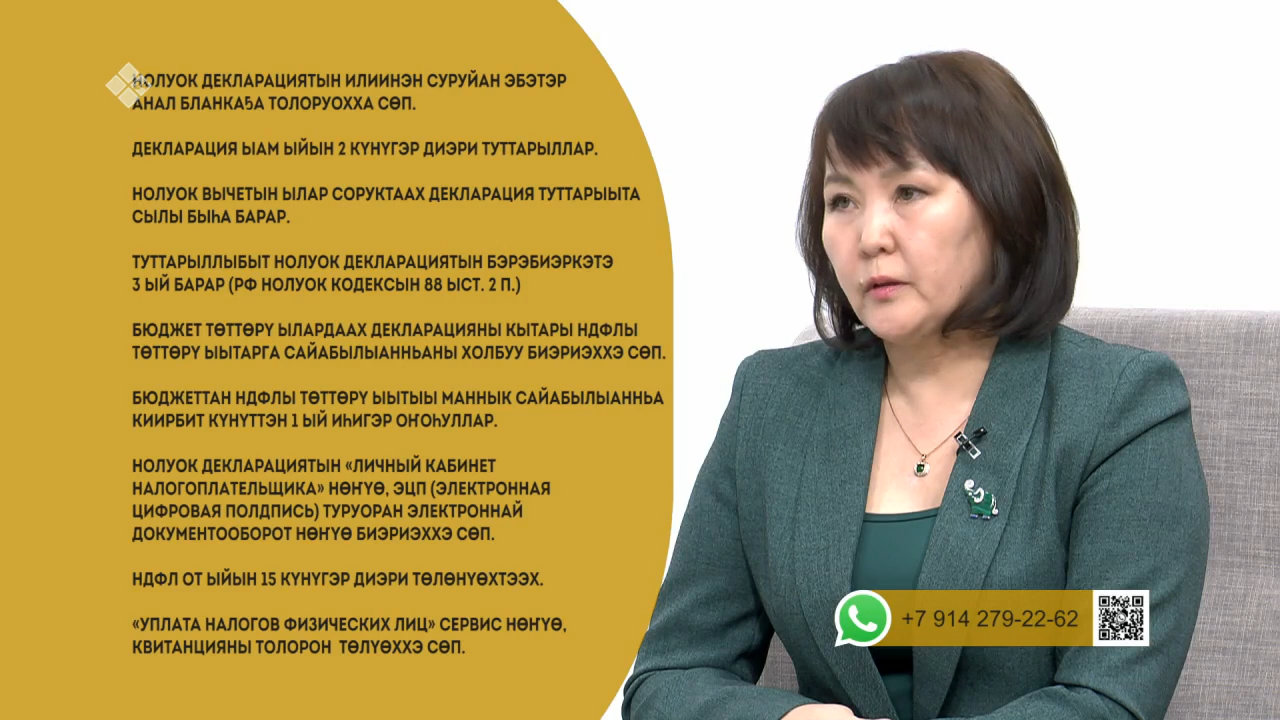 НОЛУОК ДЕКЛАРАЦИЯТЫН ИЛИИНЭН СУРУЙАН ЭБЭТЭР
АНАЛ БЛАНКАҔА ТОЛОРУОХХА СӨП.
ДЕКЛАРАЦИЯ ЫАМ ЫЙЫН 2 КҮНҮГЭР ДИЭРИ ТУТТАРЫЛЛАР.
НОЛУОК ВЫЧЕТЫН ЫЛАР СОРУКТААХ ДЕКЛАРАЦИЯ ТУТТАРЫЫТА
СЫЛЫ БЫҺА БАРАР.
ТУТТАРЫЛЛЫБЫТ НОЛУОК ДЕКЛАРАЦИЯТЫН БЭРЭБИЭРКЭТЭ
3 ЫЙ БАРАР (РФ НОЛУОК КОДЕКСЫН 88 ЫСТ. 2 П.)
БЮДЖЕТ ТӨТТӨРҮ ЫЛАРДААХ ДЕКЛАРАЦИЯНЫ КЫТАРЫ НДФЛЫ
ТӨТТӨРҮ ЫЫТАРГА САЙАБЫЛЫАННЬАНЫ ХОЛБУУ БИЭРИЭХХЭ СӨП.
БЮДЖЕТТАН НДФЛЫ ТӨТТӨРҮ ЫЫТЫЫ МАННЫК САЙАБЫЛЫАННЬА
КИИРБИТ КҮНҮТТЭН 1 ЫЙ ИҺИГЭР ОҤОҺУЛЛАР.
НОЛУОК ДЕКЛАРАЦИЯТЫН «ЛИЧНЫЙ КАБИНЕТ
НАЛОГОПЛАТЕЛЬЩИКА» НӨҤҮӨ, ЭЦП (ЭЛЕКТРОННАЯ
ЦИФРОВАЯ ПОЛДПИСЬ) ТУРУОРАН ЭЛЕКТРОННАЙ
ДОКУМЕНТООБОРОТ НӨҤҮӨ БИЭРИЭХХЭ СӨП.
НДФЛ ОТ ЫЙЫН 15 КҮНҮГЭР ДИЭРИ ТӨЛӨНҮӨХТЭЭХ.
«УПЛАТА НАЛОГОВ ФИЗИЧЕСКИХ ЛИЦ» СЕРВИС НӨҤҮӨ,
КВИТАНЦИЯНЫ ТОЛОРОН ТӨЛҮӨХХЭ СӨП.
+7 914 279-22-62